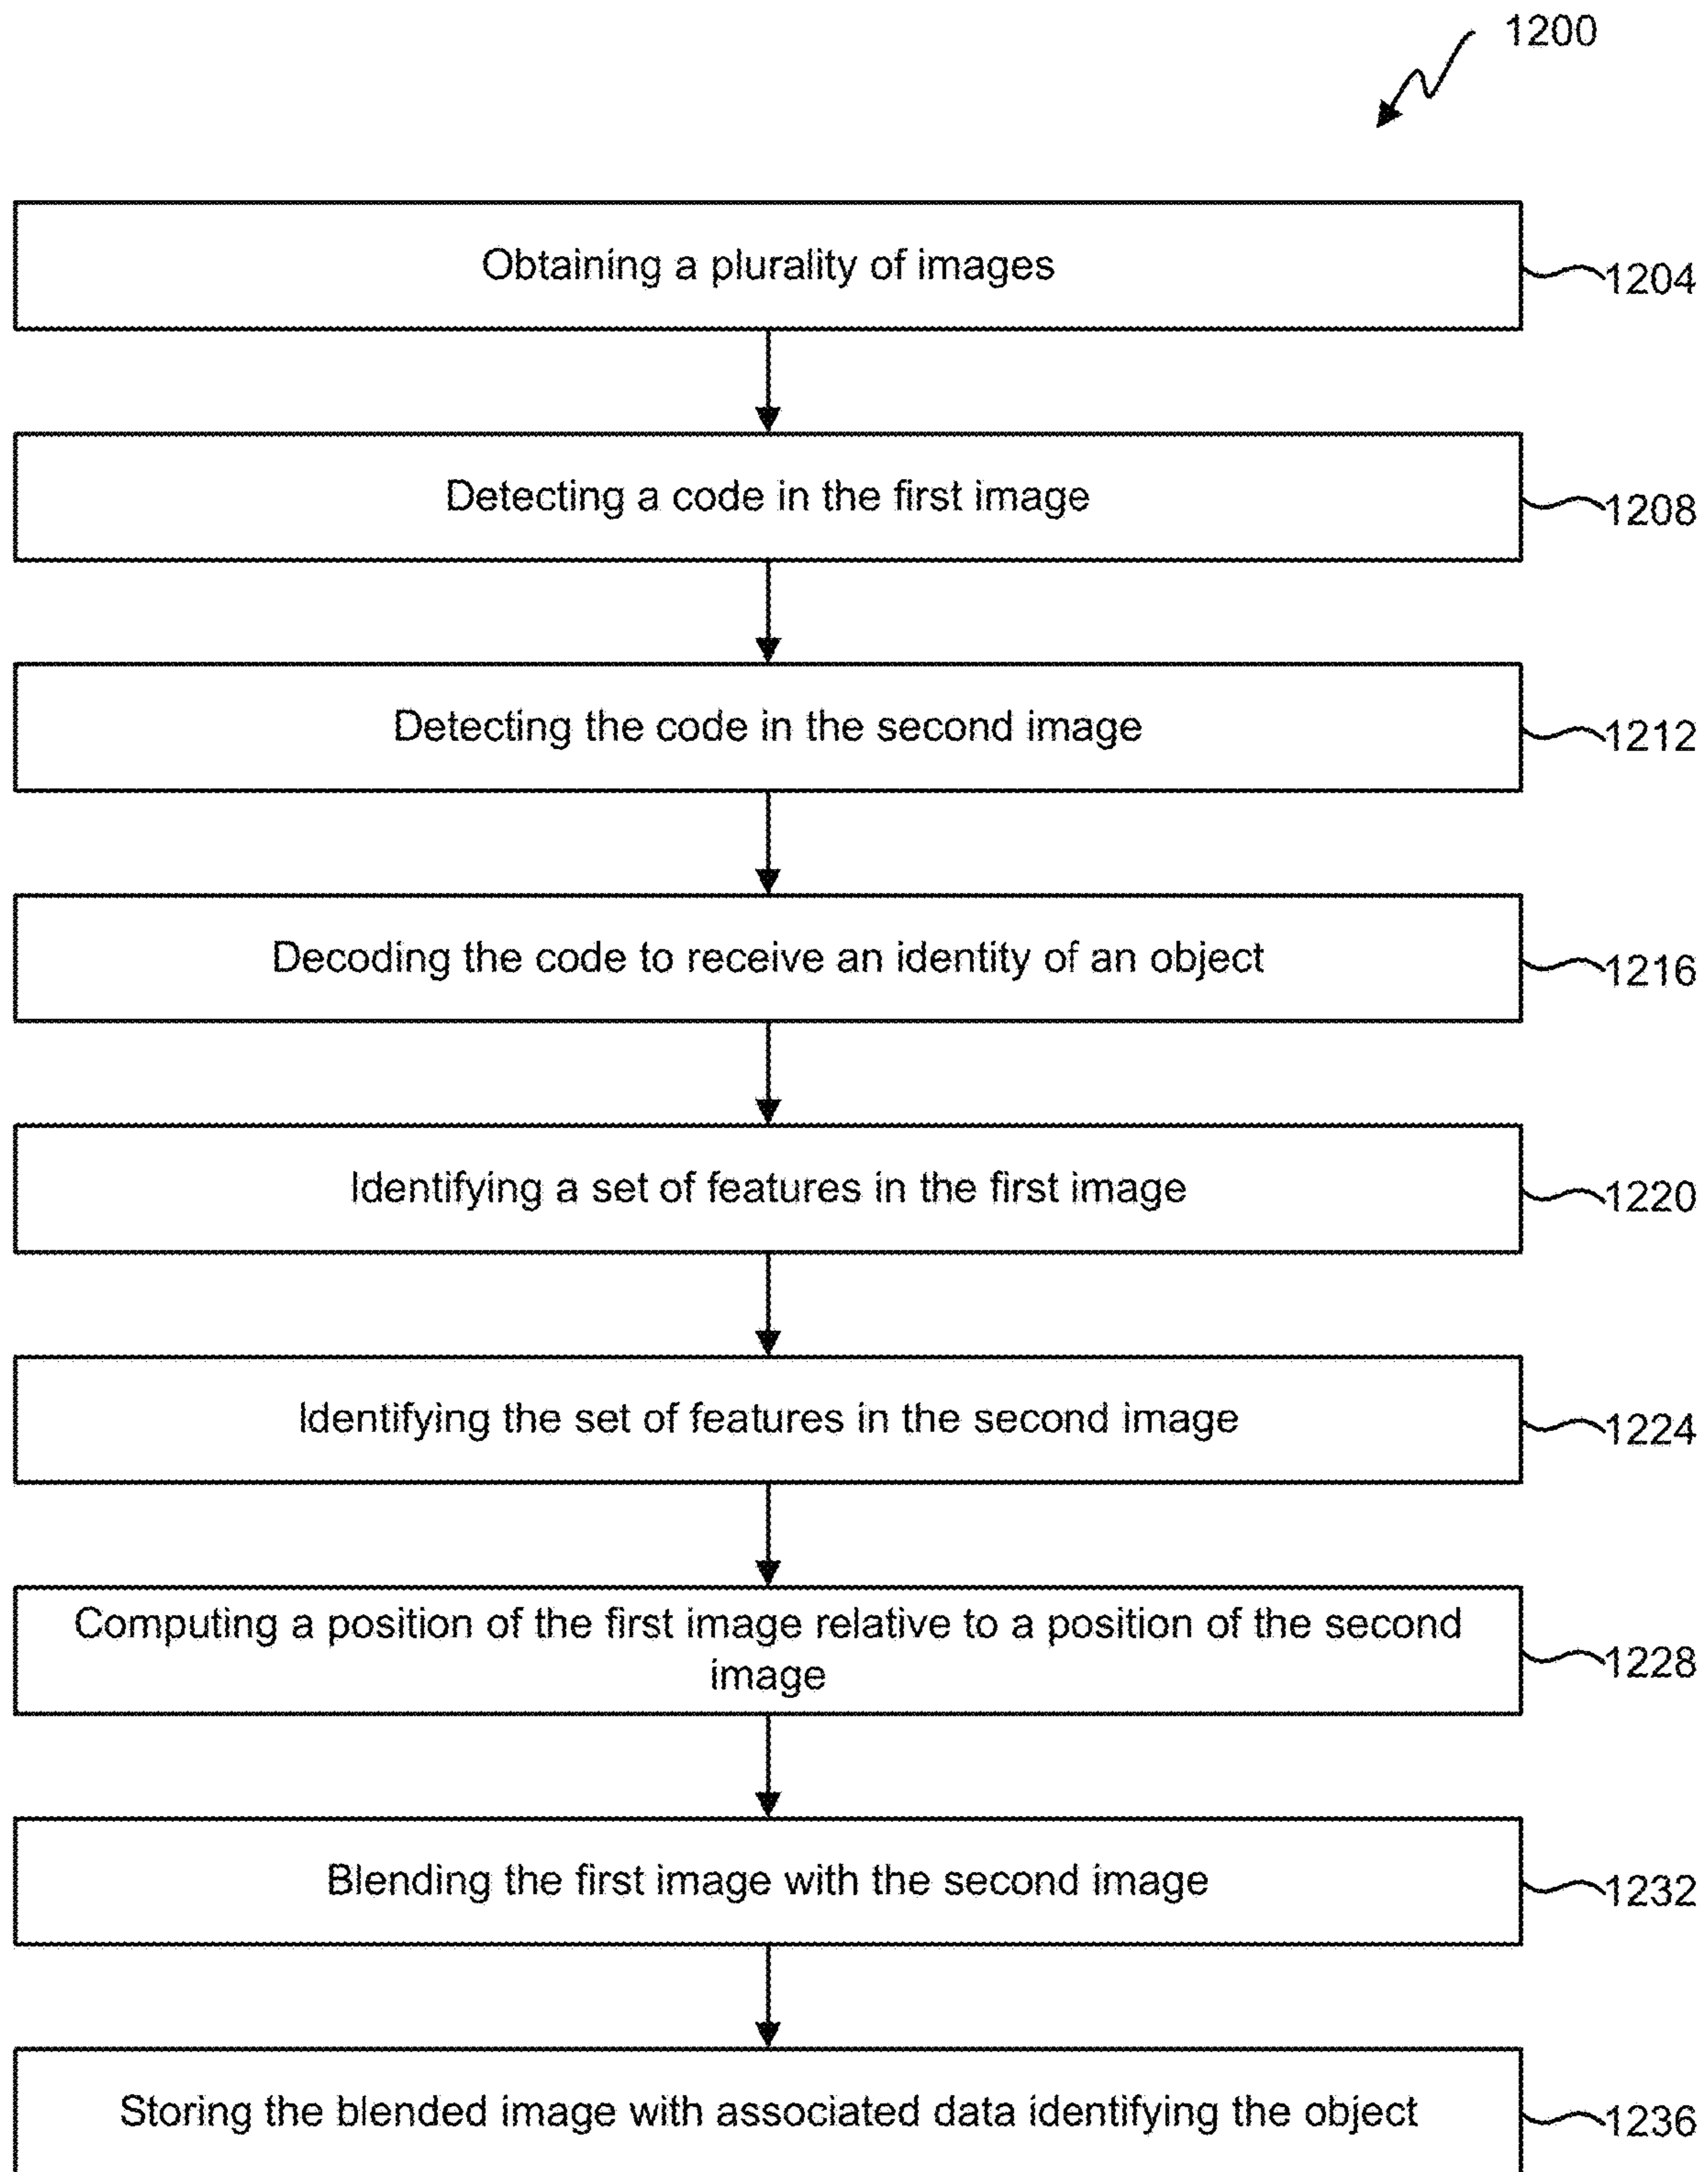 1200
Obtaining a plurality of images
1204
Detecting a code in the first image
1208
Detecting the code in the second image
1212
Decoding the code to receive an identity of an object
1216
Identifying a set of features in the first image
1220
Identifying the set of features in the second image
1224
Computing a position of the first image relative to a position of the second
image
1228
Blending the first image with the second image
1232
Storing the blended image with associated data identifying the object
1236